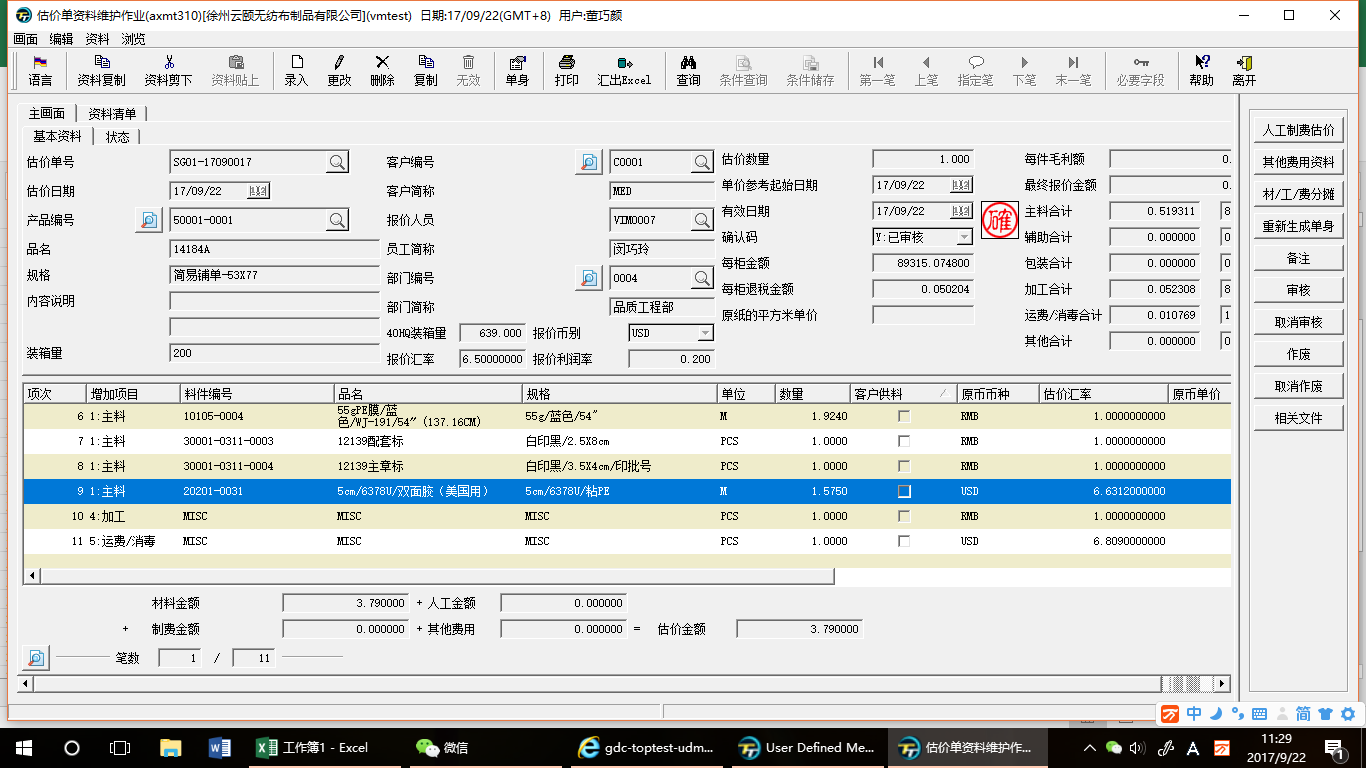 估价单资料维护作业(axmt310)[徐州云颐无纺布制品有限公司](vmtest) 日期:17/09/22(GMT+8) 用户:董巧颜
画面 编辑 资料 浏览
语言 资料复制 资料剪下 资料贴上 录入 更改 删除 复制 无效 单身 打印 汇出Excel 查询 条件查询 条件储存 第一笔 上笔 指定笔 下笔 末一笔 必要字段 帮助 离开
主画面 资料清单
基本资料 状态
估价单号 SG01-17090017 客户编号 C0001 估价数量 1.000 每件毛利额 0.
估价日期 17/09/22 客户简称 MED 单价参考起始日期 17/09/22 最终报价金额 0.
产品编号 50001-0001 报价人员 VIM0007 有效日期 17/09/22 確 主料合计 0.519311 8
品名 14184A 员工简称 闵巧玲 确认码 Y:已审核 辅助合计 0.000000 0
规格 简易铺单-53X77 部门编号 0004 每柜金额 89315.074800 包装合计 0.000000 0
内容说明 部门简称 品质工程部 每柜退税金额 0.050204 加工合计 0.052308 8
40HQ装箱量 639.000 报价币别 USD 原纸的平方米单价 运费/消毒合计 0.010769 1
装箱量 200 报价汇率 6.50000000 报价利润率 0.200 其他合计 0.000000 0
项次 增加项目 料件编号 品名 规格 单位 数量 客户供料 原币币种 估价汇率 原币单价
6 1:主料 10105-0004 55gPE膜/蓝色/WJ-191/54"(137.16CM) 55g/蓝色/54" M 1.9240 RMB 1.0000000000
7 1:主料 30001-0311-0003 12139配套标 白印黑/2.5X8cm PCS 1.0000 RMB 1.0000000000
8 1:主料 30001-0311-0004 12139主章标 白印黑/3.5X4cm/印批号 PCS 1.0000 RMB 1.0000000000
9 1:主料 20201-0031 5cm/6378U/双面胶（美国用） 5cm/6378U/粘PE M 1.5750 USD 6.6312000000
10 4:加工 MISC MISC MISC PCS 1.0000 RMB 1.0000000000
11 5:运费/消毒 MISC MISC MISC PCS 1.0000 USD 6.8090000000
材料金额 3.790000 + 人工金额 0.000000
+ 制费金额 0.000000 + 其他费用 0.000000 = 估价金额 3.790000
笔数 1 / 11
人工制费估价
其他费用资料
材/工/费分摊
重新生成单身
备注
审核
取消审核
作废
取消作废
相关文件
中 简
工作簿1 - Excel 微信 gdc-toptest-udm... User Defined Me... 估价单资料维护作... A 11:29
2017/9/22 1